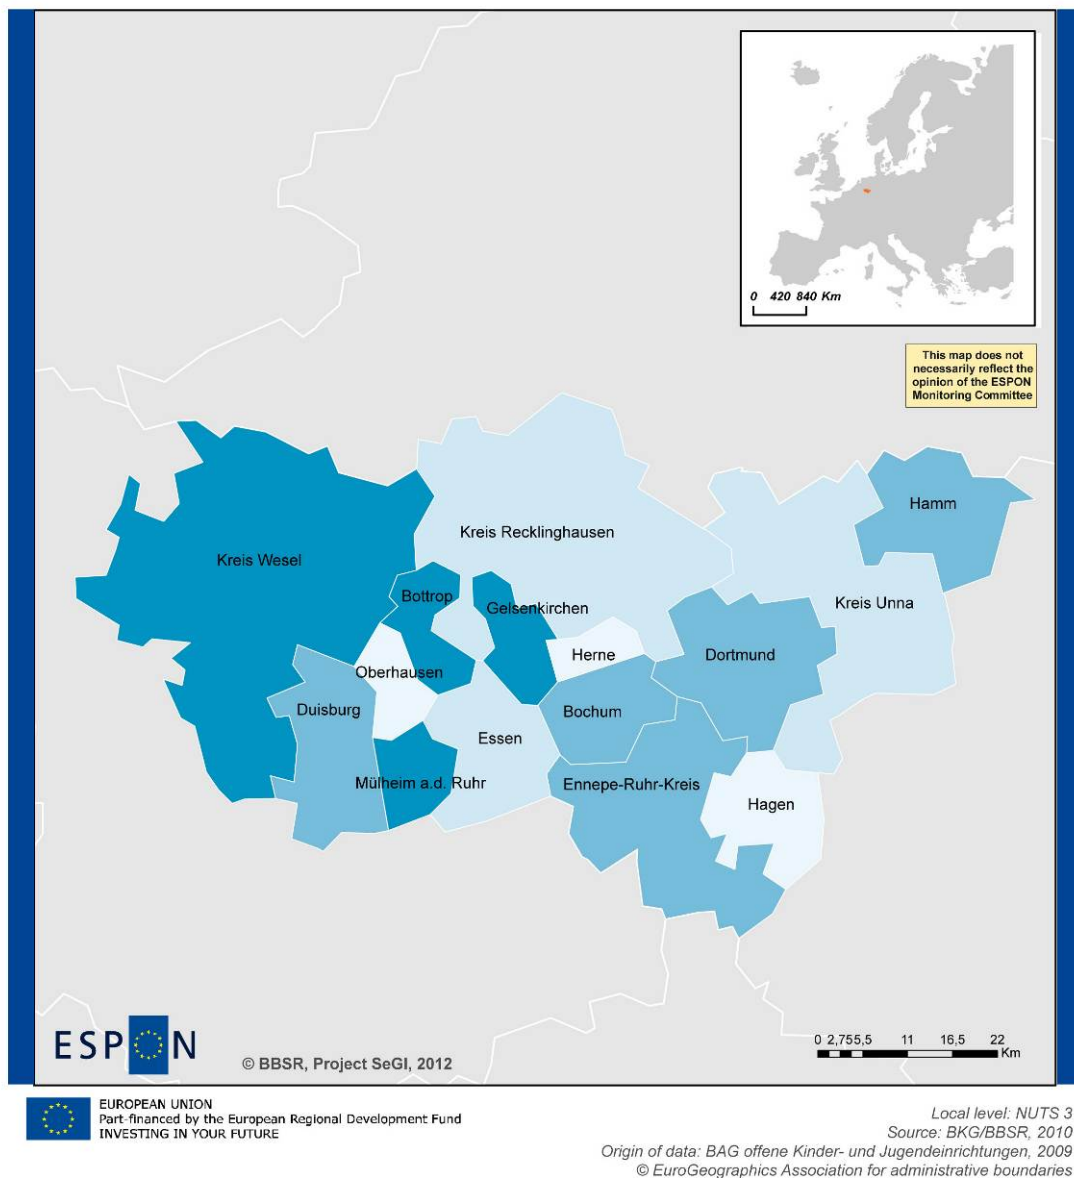 0 420 840 Km
This map does not
necessarily reflect the
opinion of the ESPON
Monitoring Committee
Hamm
Kreis Recklinghausen
Kreis Wesel
Bottrop
Gelsenkirchen
Kreis Unna
Herne
Dortmund
Oberhausen
Duisburg
Bochum
Essen
Mülheim a.d. Ruhr
Ennepe-Ruhr-Kreis
Hagen
ESPON
© BBSR, Project SeGI, 2012
0 2,755,5 11 16,5 22
Km
EUROPEAN UNION
Part-financed by the European Regional Development Fund
INVESTING IN YOUR FUTURE
Local level: NUTS 3
Source: BKG/BBSR, 2010
Origin of data: BAG offene Kinder- und Jugendeinrichtungen, 2009
© EuroGeographics Association for administrative boundaries